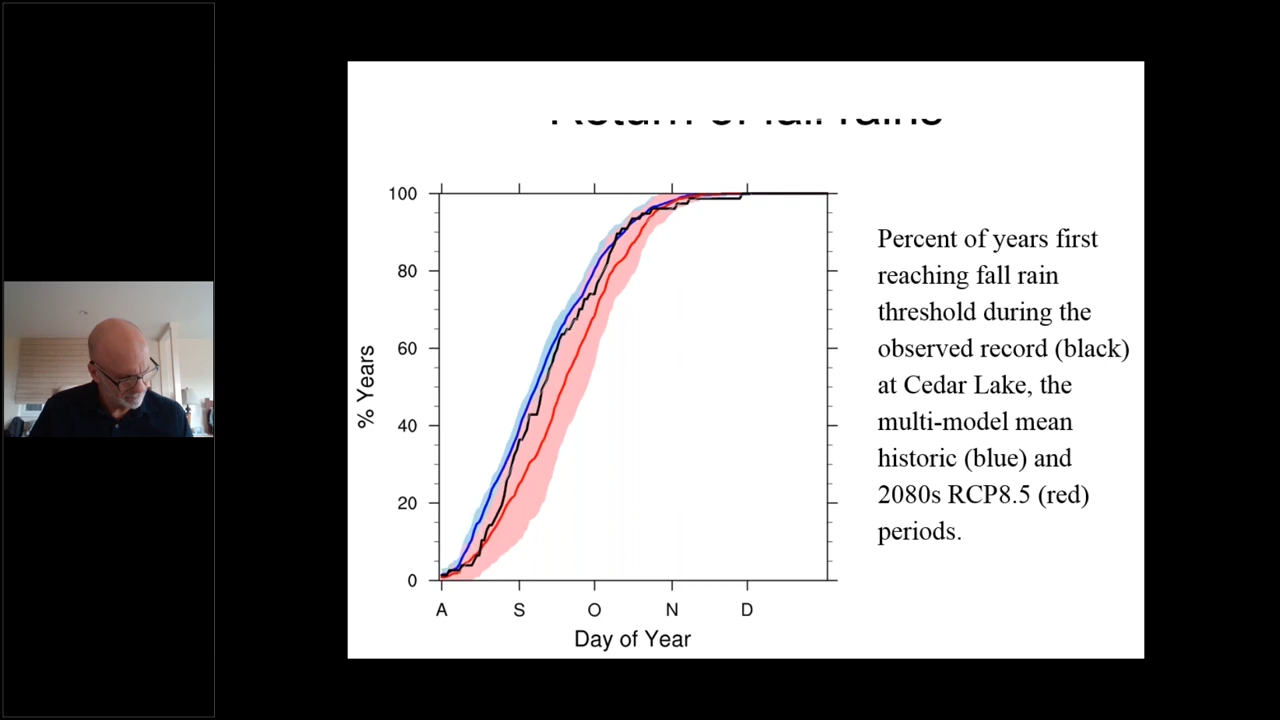 Return of fall rains
100
80
60
40
20
0
% Years
A S O N D
Day of Year
Percent of years first
reaching fall rain
threshold during the
observed record (black)
at Cedar Lake, the
multi-model mean
historic (blue) and
2080s RCP8.5 (red)
periods.